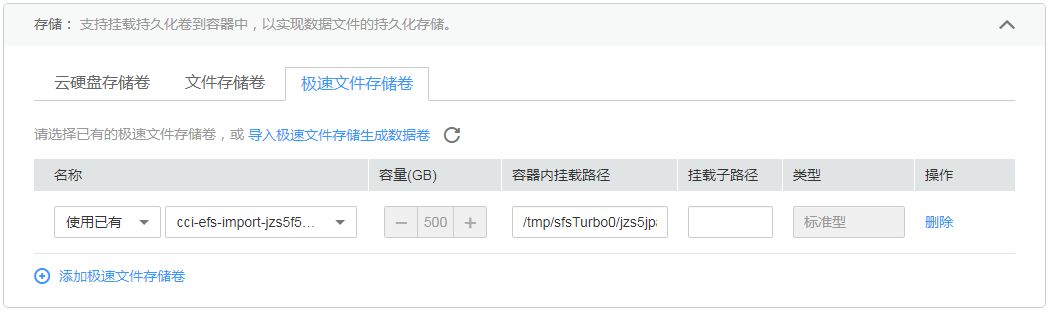 存储： 支持挂载持久化卷到容器中，以实现数据文件的持久化存储。
云硬盘存储卷 文件存储卷 极速文件存储卷
请选择已有的极速文件存储卷，或 导入极速文件存储生成数据卷
名称 容量(GB) 容器内挂载路径 挂载子路径 类型 操作
使用已有 cci-efs-import-jzs5f5... 500 /tmp/sfsTurbo0/jzs5jp 标准型 删除
添加极速文件存储卷